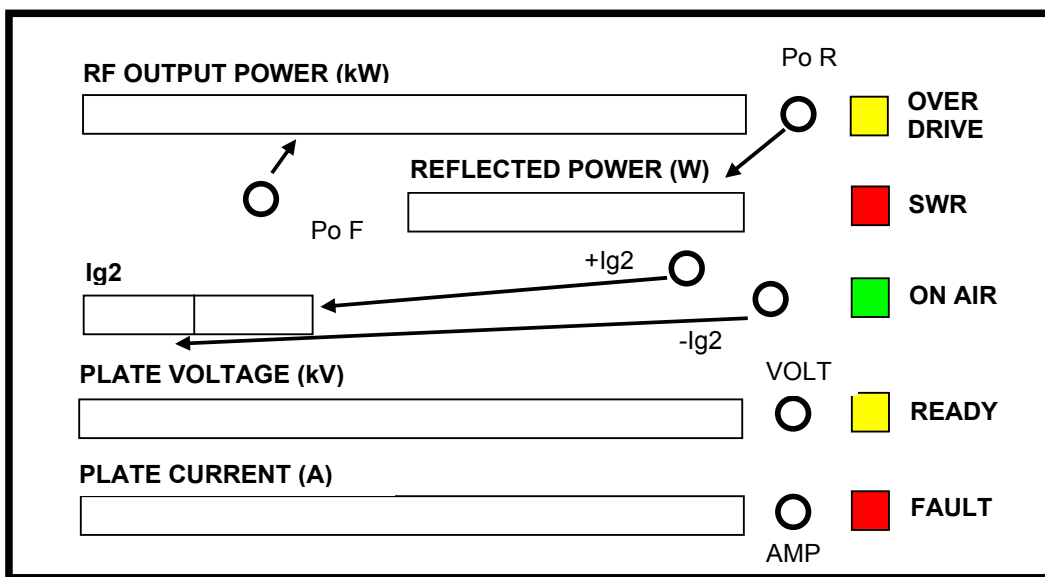 Po R
RF OUTPUT POWER (kW)
OVER
DRIVE
REFLECTED POWER (W)
SWR
Po F
+Ig2
Ig2
ON AIR
-Ig2
PLATE VOLTAGE (kV)
VOLT
READY
PLATE CURRENT (A)
FAULT
AMP